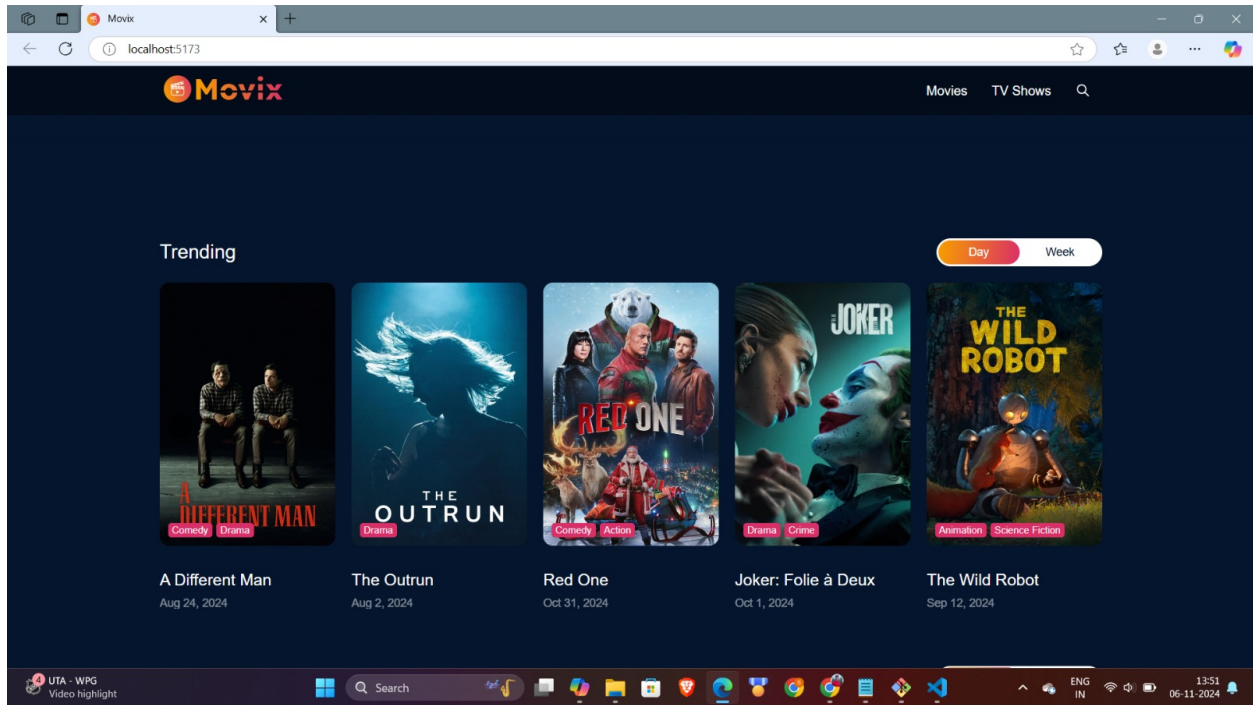 Movix
localhost:5173
Movix
Movies TV Shows
Trending
Day Week
A
DIFFERENT MAN
Comedy Drama
THE
OUTRUN
Drama
RED ONE
Comedy Action
JOKER
Drama Crime
THE
WILD
ROBOT
Animation Science Fiction
A Different Man
Aug 24, 2024
The Outrun
Aug 2, 2024
Red One
Oct 31, 2024
Joker: Folie à Deux
Oct 1, 2024
The Wild Robot
Sep 12, 2024
4
UTA - WPG
Video highlight
Search
ENG
IN
13:51
06-11-2024